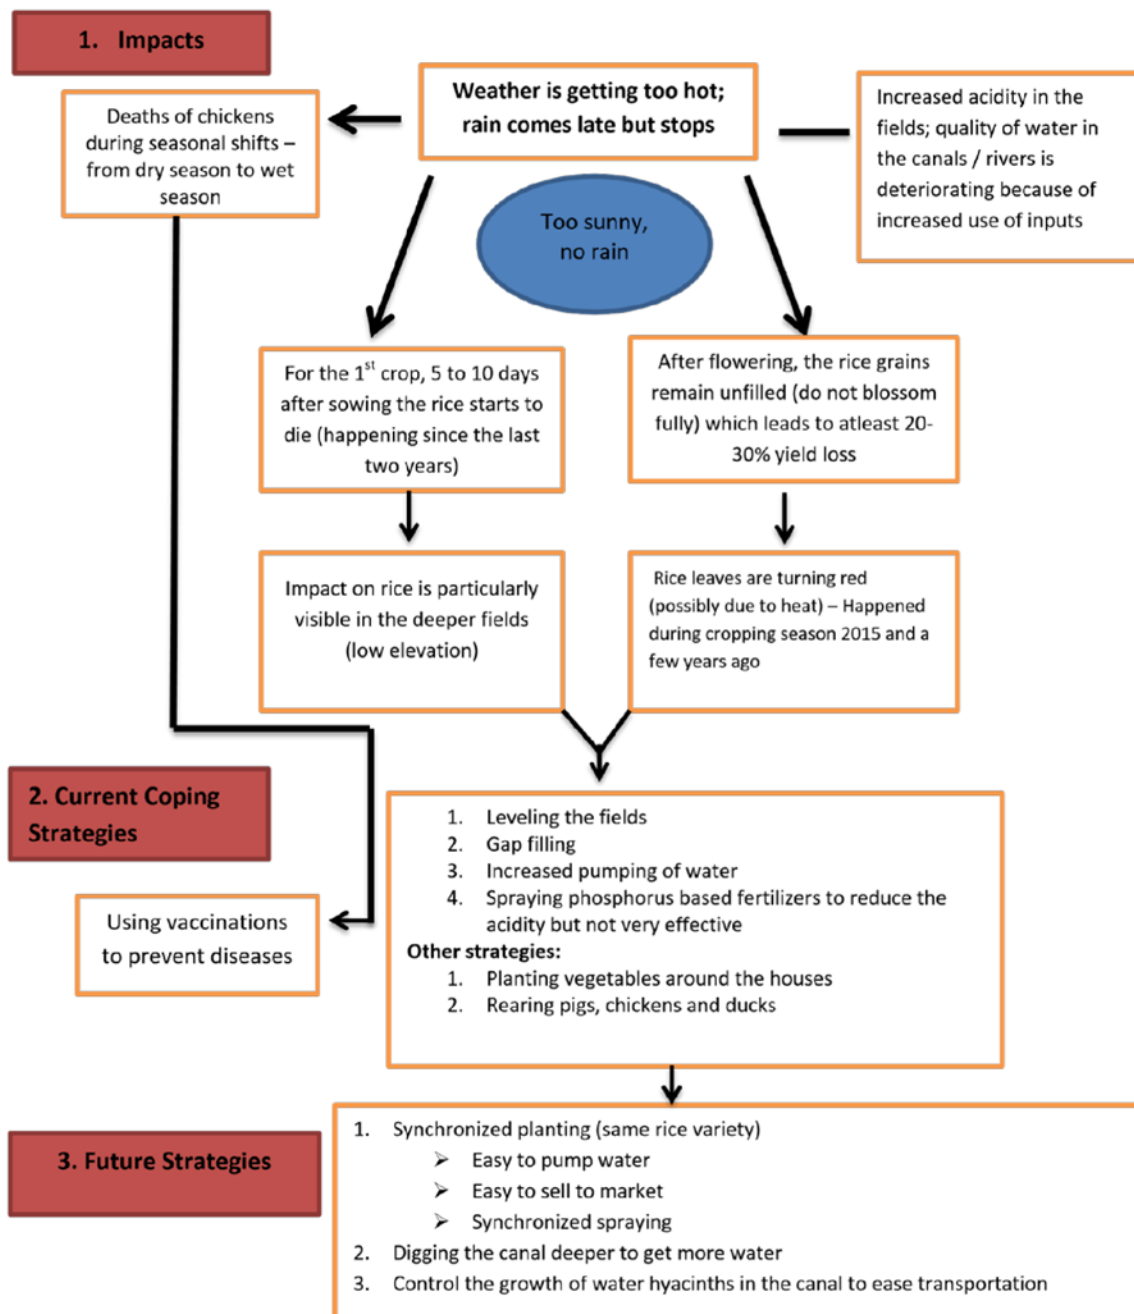 1. Impacts
Weather is getting too hot;
rain comes late but stops
Deaths of chickens
during seasonal shifts –
from dry season to wet
season
Increased acidity in the
fields; quality of water in
the canals / rivers is
deteriorating because of
increased use of inputs
Too sunny,
no rain
For the 1st crop, 5 to 10 days
after sowing the rice starts to
die (happening since the last
two years)
After flowering, the rice grains
remain unfilled (do not blossom
fully) which leads to atleast 20-
30% yield loss
Impact on rice is particularly
visible in the deeper fields
(low elevation)
Rice leaves are turning red
(possibly due to heat) – Happened
during cropping season 2015 and a
few years ago
2. Current Coping
Strategies
Using vaccinations
to prevent diseases
1. Leveling the fields
2. Gap filling
3. Increased pumping of water
4. Spraying phosphorus based fertilizers to reduce the
acidity but not very effective
Other strategies:
1. Planting vegetables around the houses
2. Rearing pigs, chickens and ducks
3. Future Strategies
1. Synchronized planting (same rice variety)
➢ Easy to pump water
➢ Easy to sell to market
➢ Synchronized spraying
2. Digging the canal deeper to get more water
3. Control the growth of water hyacinths in the canal to ease transportation